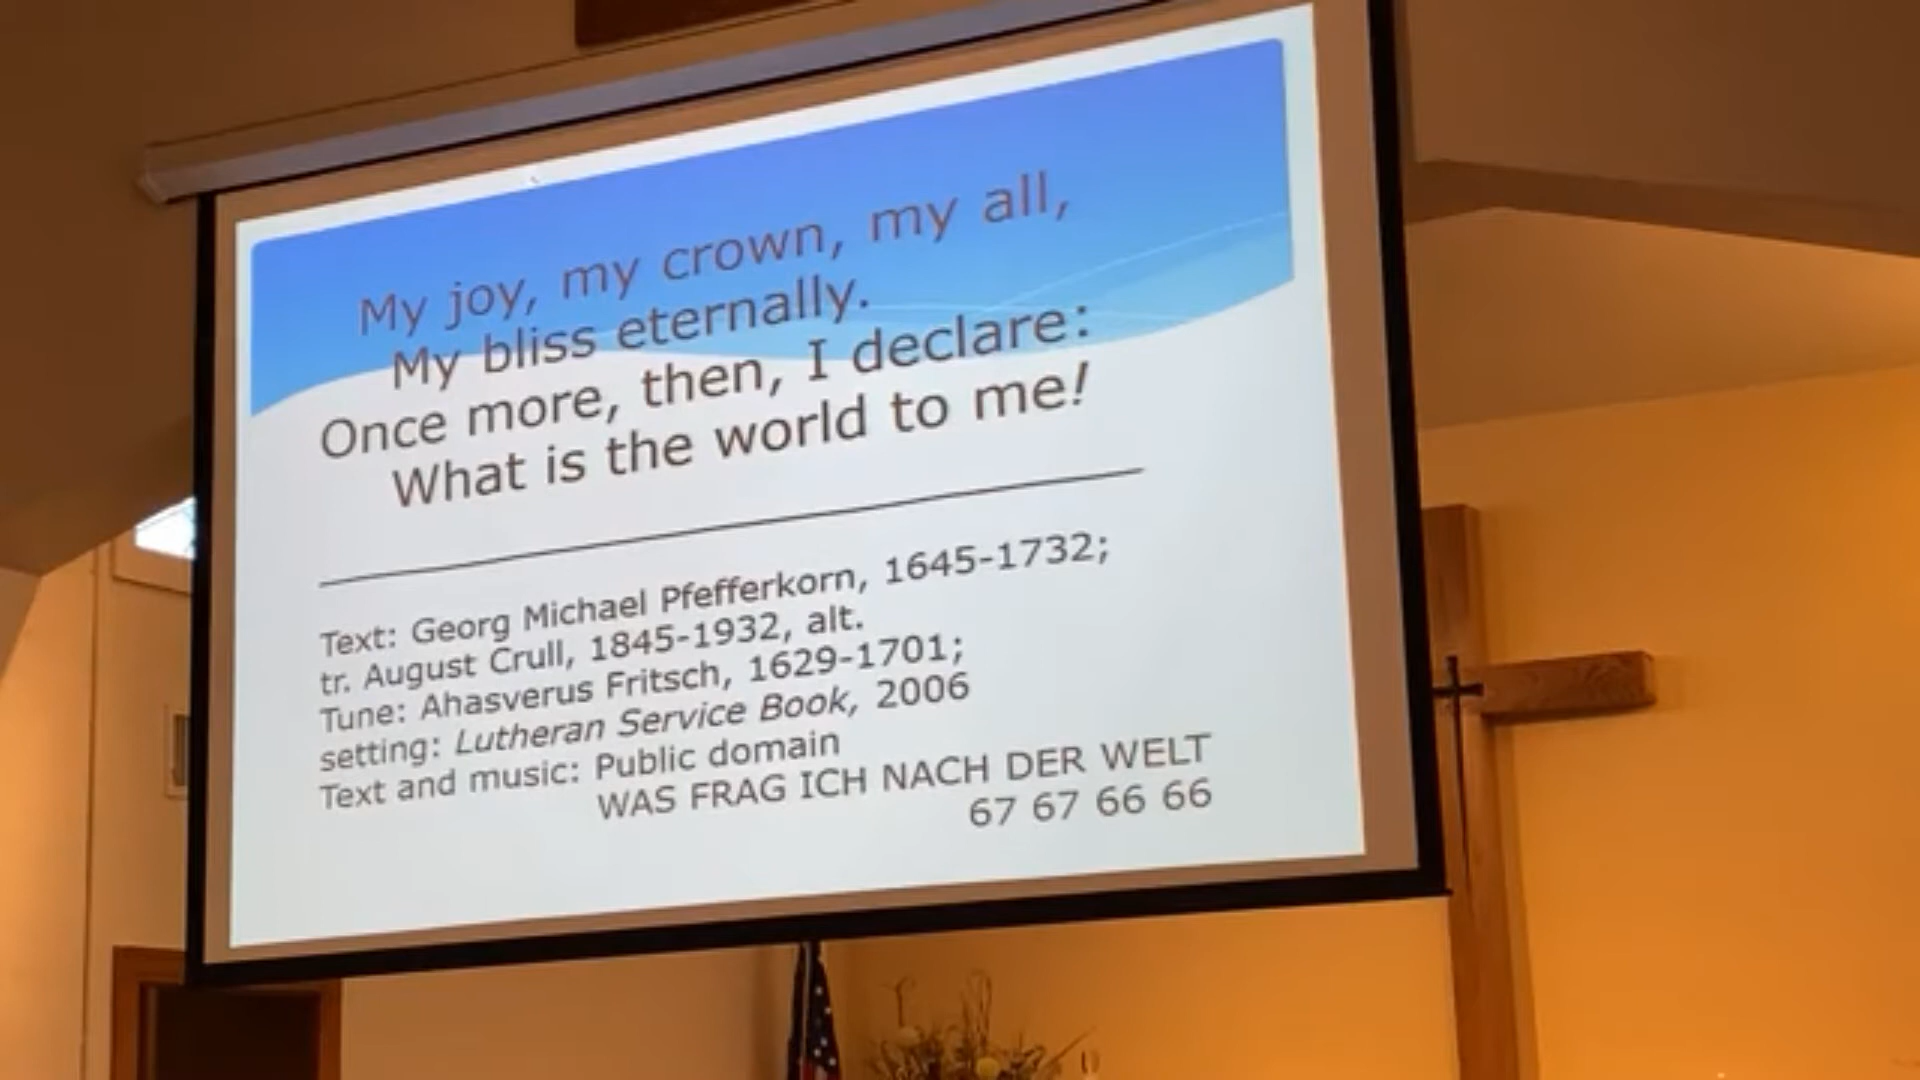 My joy, my crown, my all,
My bliss eternally.
Once more, then, I declare:
What is the world to me!
Text: Georg Michael Pfefferkorn, 1645-1732;
tr. August Crull, 1845-1932, alt.
Tune: Ahasverus Fritsch, 1629-1701;
setting: Lutheran Service Book, 2006
Text and music: Public domain
WAS FRAG ICH NACH DER WELT
67 67 66 66